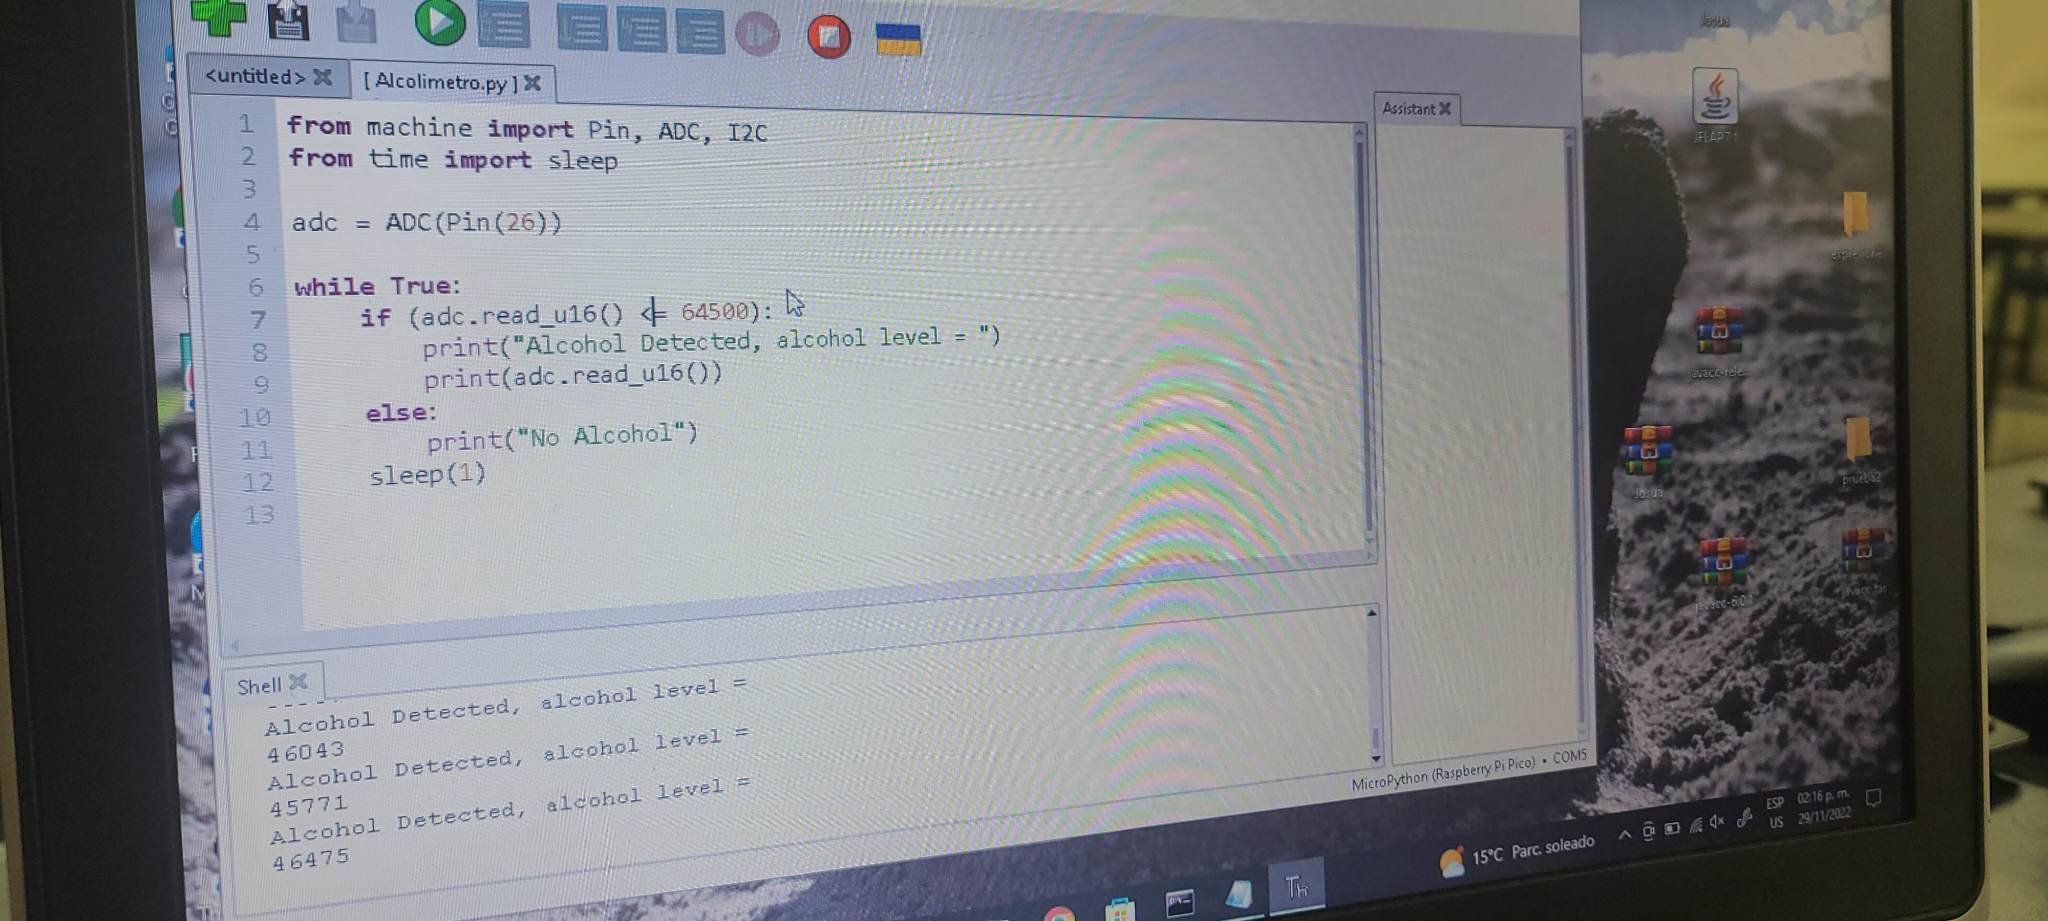 Josua
<untitled>
[ Alcolimetro.py ]
Assistant
JFLAP7.1
1 from machine import Pin, ADC, I2C
2 from time import sleep
3
4 adc = ADC(Pin(26))
5
6 while True:
7 if (adc.read_u16() <= 64500):
8 print("Alcohol Detected, alcohol level = ")
9 print(adc.read_u16())
10 else:
11 print("No Alcohol")
12 sleep(1)
13
Josua
prueba2
Shell
Alcohol Detected, alcohol level =
46043
Alcohol Detected, alcohol level =
45771
Alcohol Detected, alcohol level =
46475
MicroPython (Raspberry Pi Pico) • COM5
15°C Parc. soleado
ESP
US
02:16 p. m.
29/11/2022
Th